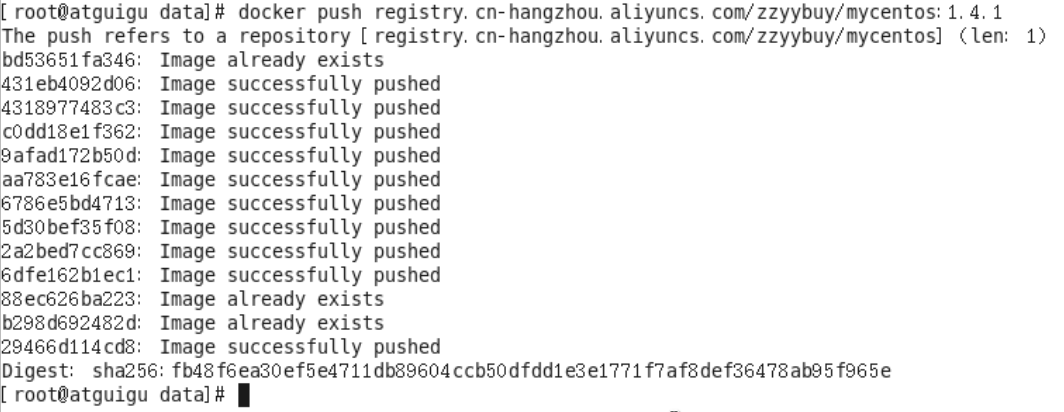 [root@atguigu data]# docker push registry.cn-hangzhou.aliyuncs.com/zzyybuy/mycentos:1.4.1
The push refers to a repository [registry.cn-hangzhou.aliyuncs.com/zzyybuy/mycentos] (len: 1)
bd53651fa346: Image already exists
431eb4092d06: Image successfully pushed
4318977483c3: Image successfully pushed
c0dd18e1f362: Image successfully pushed
9afad172b50d: Image successfully pushed
aa783e16fcae: Image successfully pushed
6786e5bd4713: Image successfully pushed
5d30bef35f08: Image successfully pushed
2a2bed7cc869: Image successfully pushed
6dfe162b1ec1: Image successfully pushed
88ec626ba223: Image already exists
b298d692482d: Image already exists
29466d114cd8: Image successfully pushed
Digest: sha256:fb48f6ea30ef5e4711db89604ccb50dfdd1e3e1771f7af8def36478ab95f965e
[root@atguigu data]#